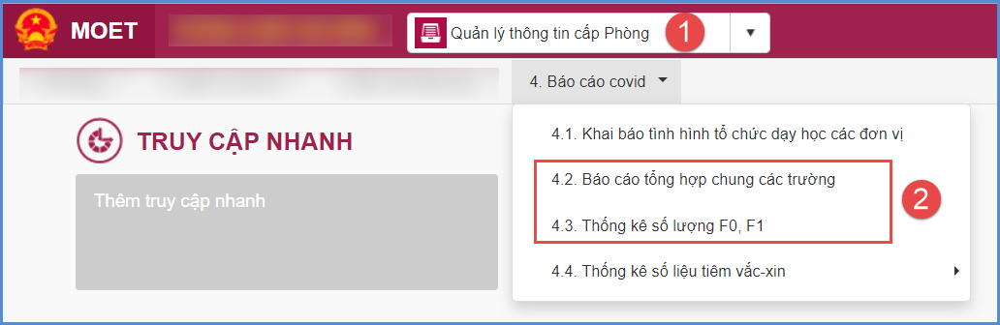 MOET
Quản lý thông tin cấp Phòng
1
4. Báo cáo covid
TRUY CẬP NHANH
Thêm truy cập nhanh
4.1. Khai báo tình hình tổ chức dạy học các đơn vị
4.2. Báo cáo tổng hợp chung các trường
4.3. Thống kê số lượng F0, F1
2
4.4. Thống kê số liệu tiêm vắc-xin